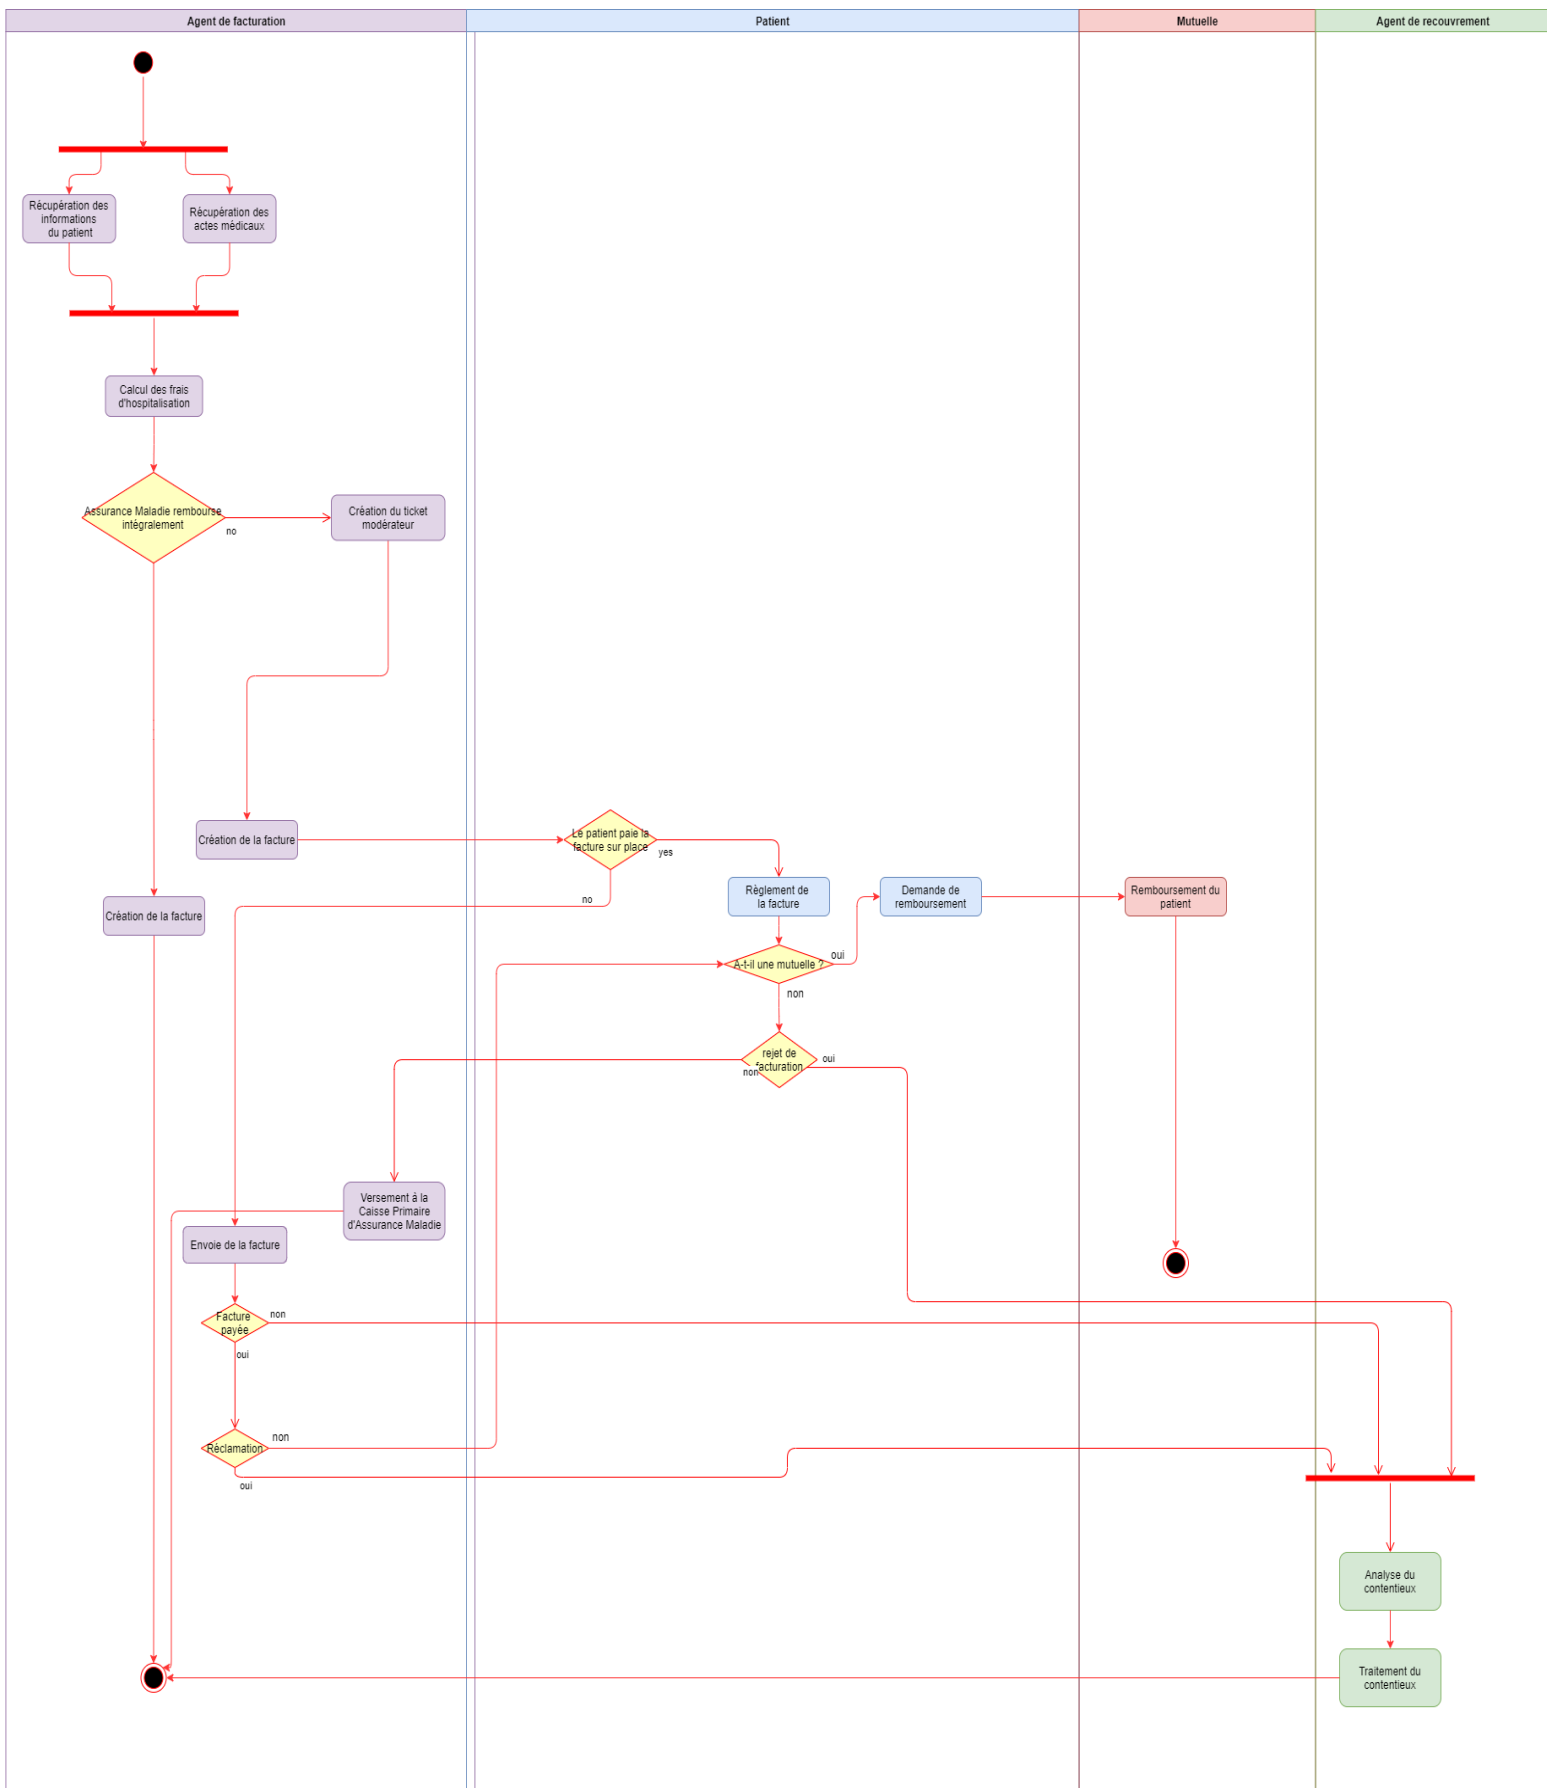 Agent de facturation
Patient
Mutuelle
Agent de recouvrement
Récupération des
informations
du patient
Récupération des
actes médicaux
Calcul des frais
d'hospitalisation
Assurance Maladie rembourse
intégralement
no
Création du ticket
modérateur
Création de la facture
Le patient paie la
facture sur place
yes
no
Règlement de
la facture
Demande de
remboursement
Remboursement du
patient
Création de la facture
A-t-il une mutuelle ?
oui
non
rejet de
facturation
oui
non
Versement à la
Caisse Primaire
d'Assurance Maladie
Envoie de la facture
Facture
payée
non
oui
Réclamation
non
oui
Analyse du
contentieux
Traitement du
contentieux